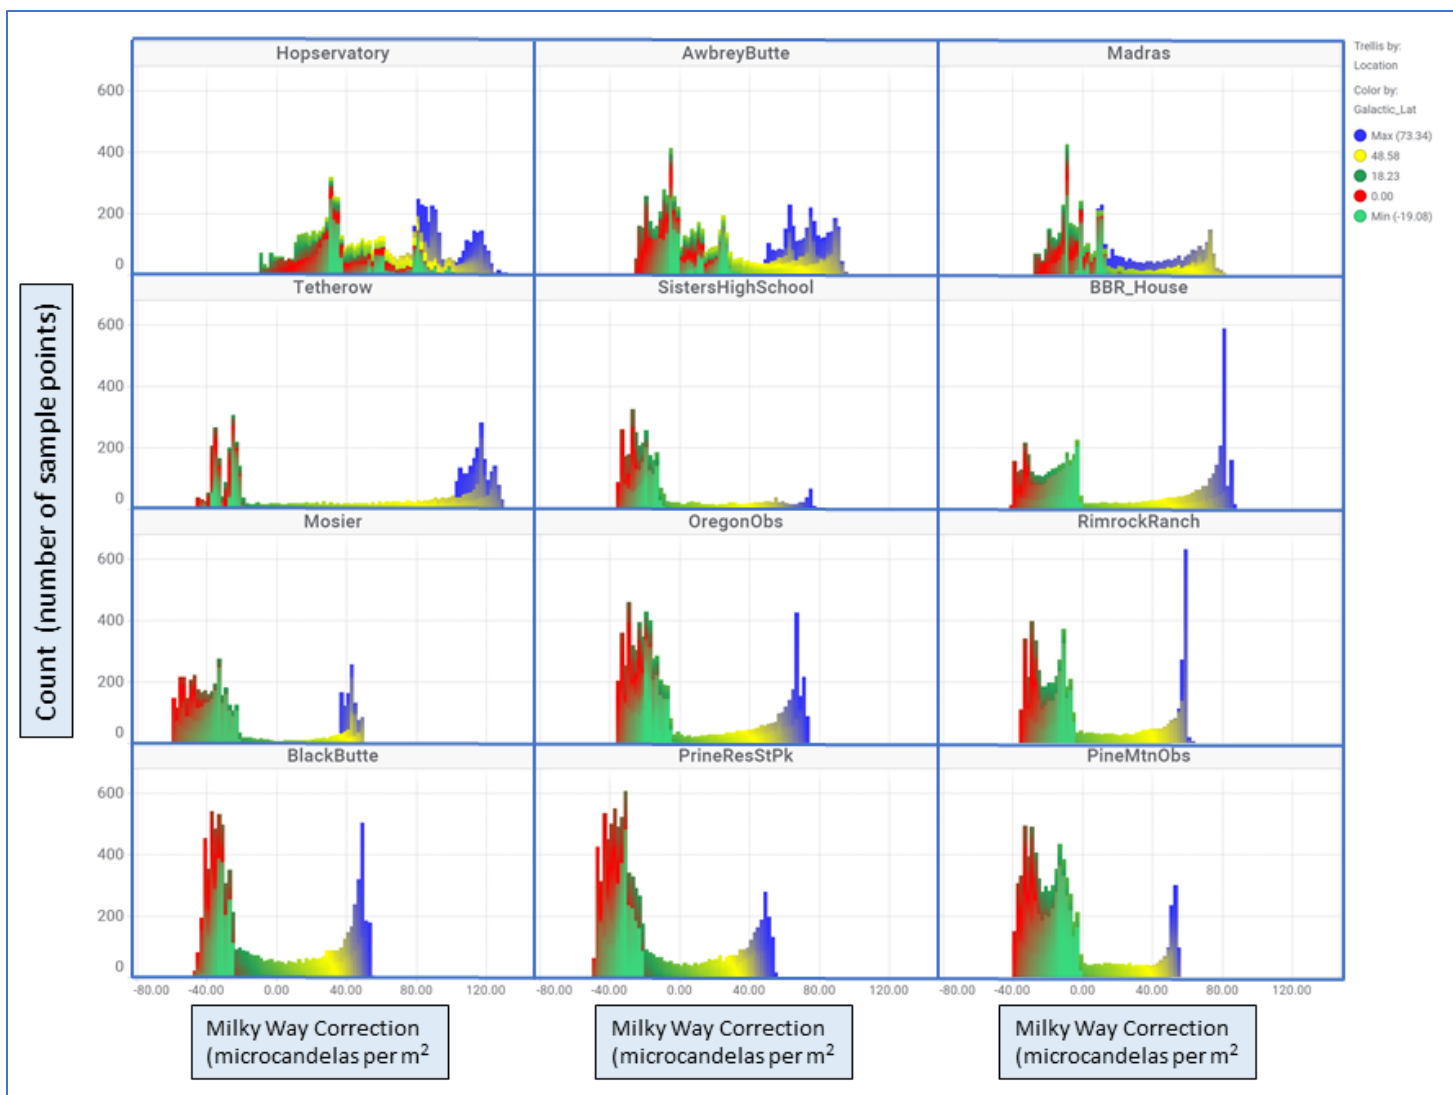 Hopservatory
AwbreyButte
Madras
600
400
200
0
Tetherow
SistersHighSchool
BBR_House
600
400
200
0
Mosier
OregonObs
RimrockRanch
600
400
200
0
BlackButte
PrineResStPk
PineMtnObs
600
400
200
0
-80.00 -40.00 0.00 40.00 80.00 120.00
-80.00 -40.00 0.00 40.00 80.00 120.00
-80.00 -40.00 0.00 40.00 80.00 120.00
Count (number of sample points)
Milky Way Correction
(microcandelas per m2
Milky Way Correction
(microcandelas per m2
Milky Way Correction
(microcandelas per m2
Trellis by:
Location
Color by:
Galactic_Lat
Max (73.34)
48.58
18.23
0.00
Min (-19.08)